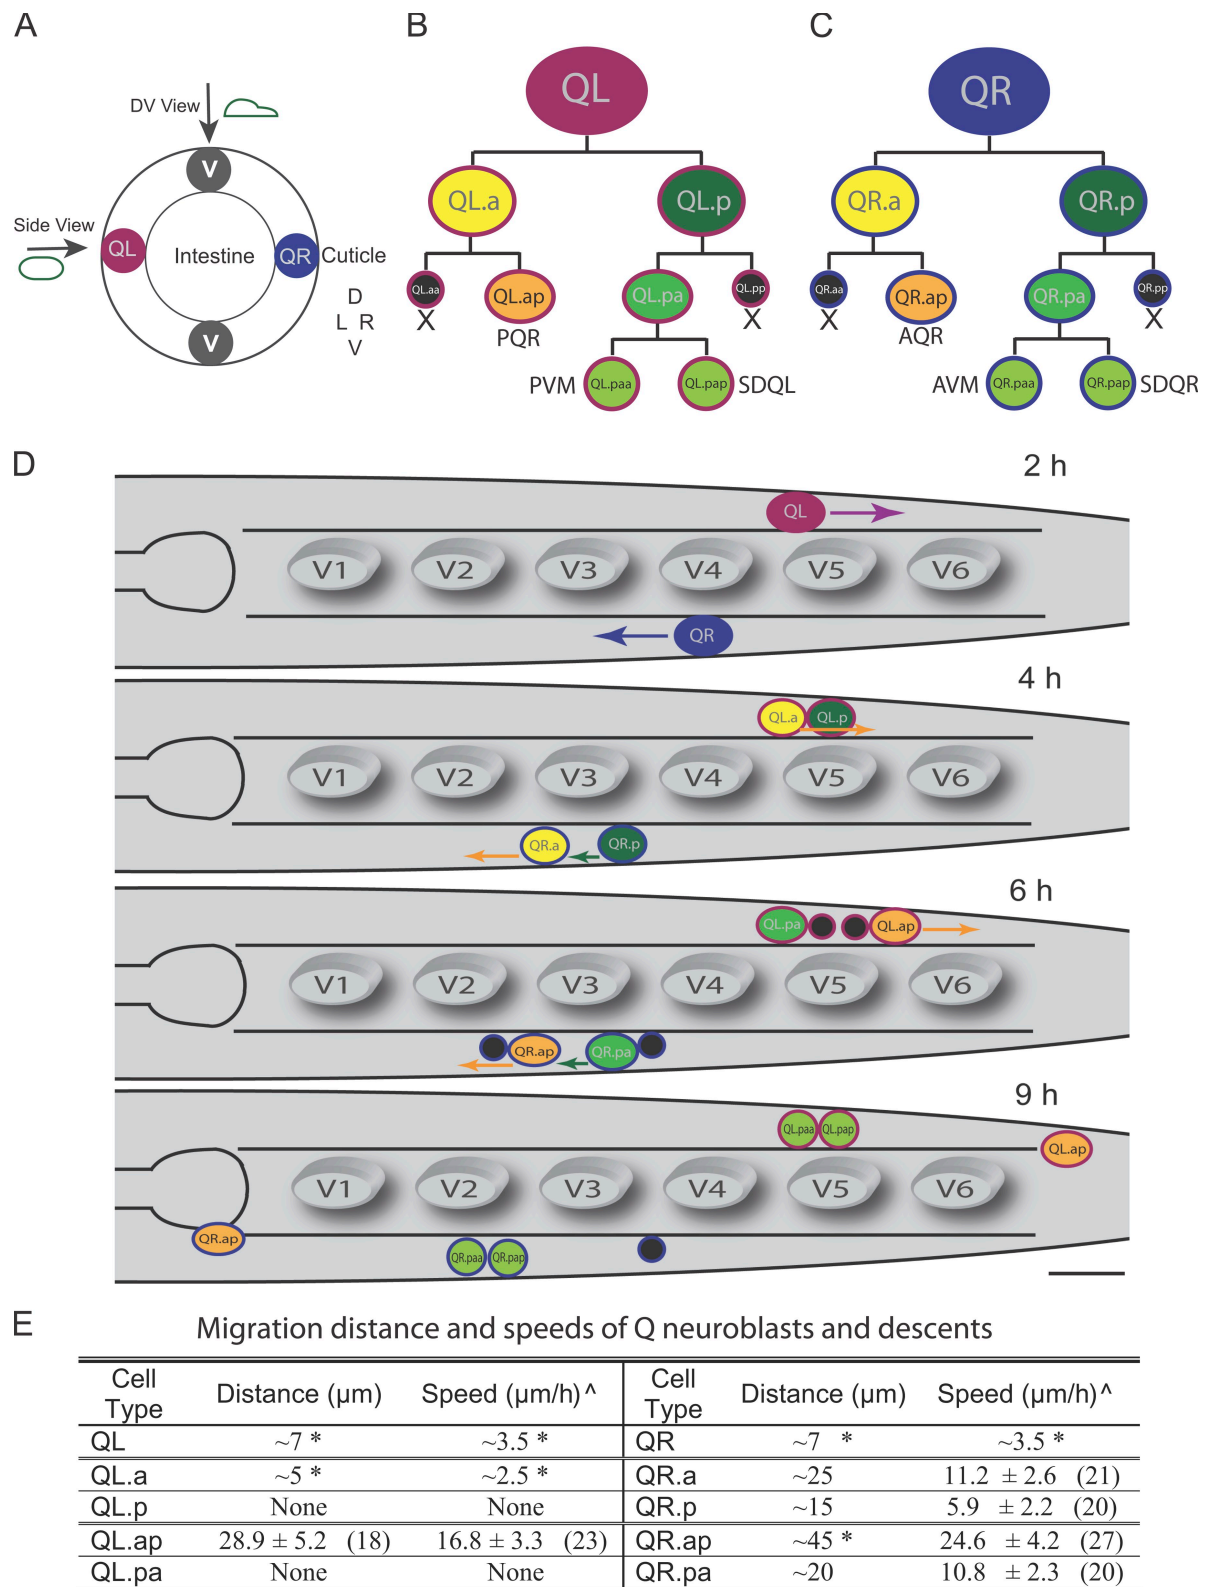 A
B
C
DV View
V
Side View
QL
Intestine
QR
Cuticle
D
L R
V
V
QL
QL.a
QL.p
QL.aa
X
QL.ap
PQR
QL.pa
QL.pp
X
PVM
QL.paa
QL.pap
SDQL
QR
QR.a
QR.p
QR.aa
X
QR.ap
AQR
QR.pa
QR.pp
X
AVM
QR.paa
QR.pap
SDQR
D
2 h
QL
V1 V2 V3 V4 V5 V6
QR
4 h
QL.a QL.p
V1 V2 V3 V4 V5 V6
QR.a QR.p
6 h
QL.pa QL.ap
V1 V2 V3 V4 V5 V6
QR.ap QR.pa
9 h
QL.paa QL.pap QL.ap
V1 V2 V3 V4 V5 V6
QR.ap
QR.paa QR.pap
E
Migration distance and speeds of Q neuroblasts and descents
Cell Type Distance (μm) Speed (μm/h) ^ Cell Type Distance (μm) Speed (μm/h) ^
QL ~7 * ~3.5 * QR ~7 * ~3.5 *
QL.a ~5 * ~2.5 * QR.a ~25 11.2 ± 2.6 (21)
QL.p None None QR.p ~15 5.9 ± 2.2 (20)
QL.ap 28.9 ± 5.2 (18) 16.8 ± 3.3 (23) QR.ap ~45 * 24.6 ± 4.2 (27)
QL.pa None None QR.pa ~20 10.8 ± 2.3 (20)